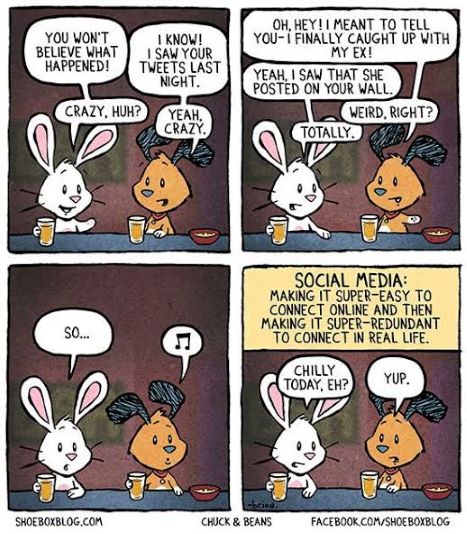 YOU WON'T
BELIEVE WHAT
HAPPENED!
I KNOW!
I SAW YOUR
TWEETS LAST
NIGHT.
CRAZY, HUH?
YEAH,
CRAZY.
OH, HEY! I MEANT TO TELL
YOU-I FINALLY CAUGHT UP WITH
MY EX!
YEAH, I SAW THAT SHE
POSTED ON YOUR WALL.
WEIRD, RIGHT?
TOTALLY.
SO...
SOCIAL MEDIA:
MAKING IT SUPER-EASY TO
CONNECT ONLINE AND THEN
MAKING IT SUPER-REDUNDANT
TO CONNECT IN REAL LIFE.
CHILLY
TODAY, EH?
YUP.
SHOEBOXBLOG.COM
CHUCK & BEANS
FACEBOOK.COM/SHOEBOXBLOG